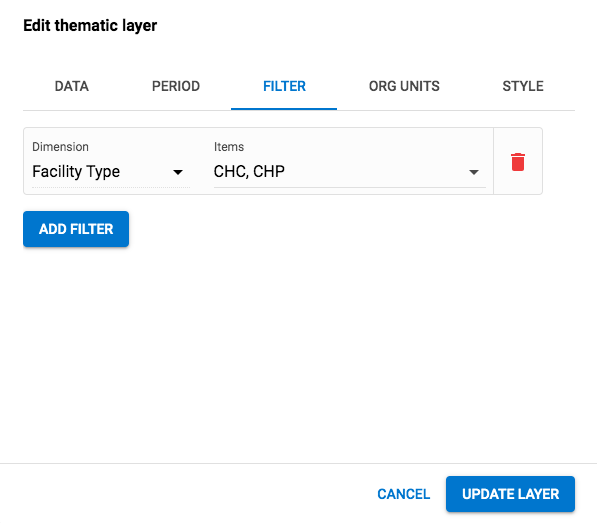 Edit thematic layer
DATA PERIOD FILTER ORG UNITS STYLE
Dimension Items
Facility Type CHC, CHP
ADD FILTER
CANCEL UPDATE LAYER